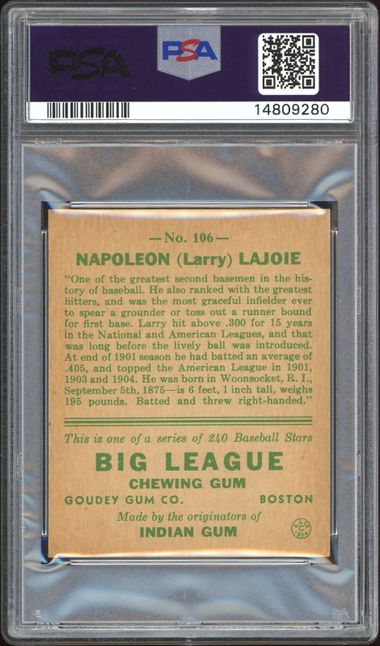 PSA
PSA
14809280
— No. 106 —
NAPOLEON (Larry) LAJOIE
"One of the greatest second basemen in the his-
tory of baseball. He also ranked with the greatest
hitters, and was the most graceful infielder ever
to spear a grounder or toss out a runner bound
for first base. Larry hit above .300 for 15 years
in the National and American Leagues, and that
was long before the lively ball was introduced.
At end of 1901 season he had batted an average of
.405, and topped the American League in 1901,
1903 and 1904. He was born in Woonsocket, R. I.,
September 5th, 1875—is 6 feet, 1 inch tall, weighs
195 pounds. Batted and threw right-handed."
This is one of a series of 240 Baseball Stars
BIG LEAGUE
CHEWING GUM
GOUDEY GUM CO. BOSTON
Made by the originators of
INDIAN GUM